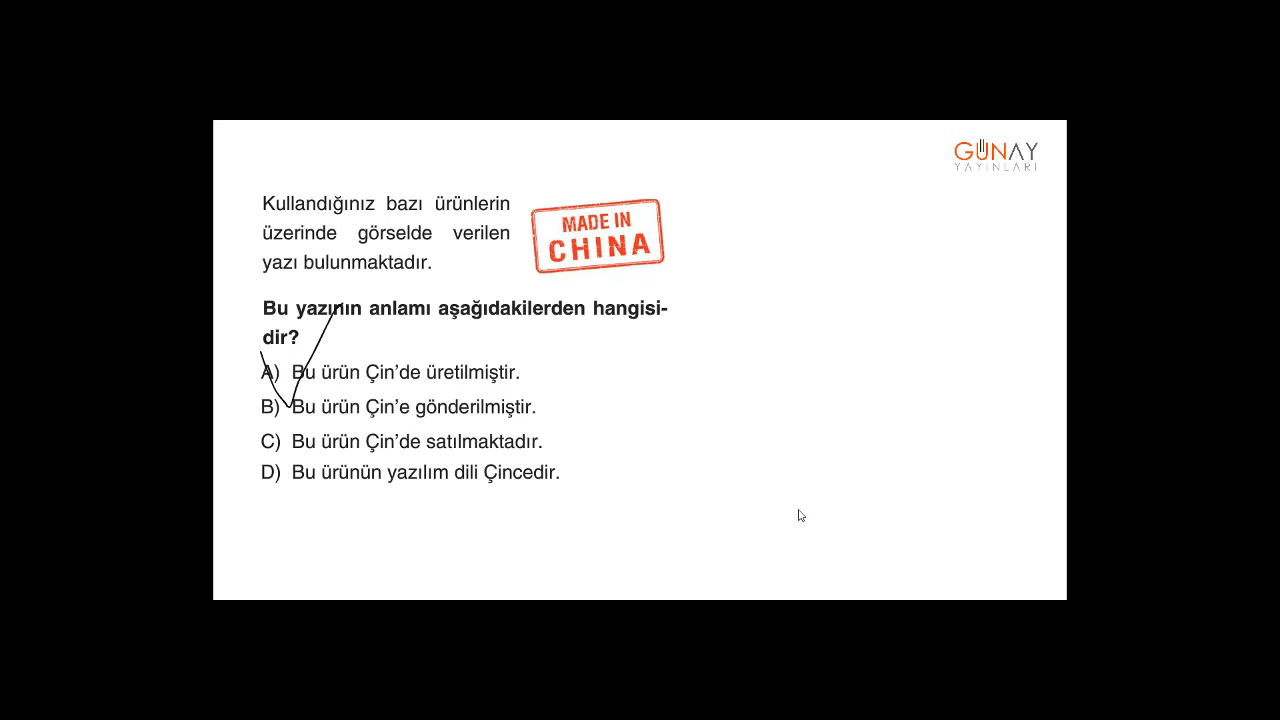 GÜNAY
YAYINLARI
Kullandığınız bazı ürünlerin
üzerinde görselde verilen
yazı bulunmaktadır.
MADE IN
CHINA
Bu yazının anlamı aşağıdakilerden hangisi-
dir?
A) Bu ürün Çin’de üretilmiştir.
B) Bu ürün Çin’e gönderilmiştir.
C) Bu ürün Çin’de satılmaktadır.
D) Bu ürünün yazılım dili Çincedir.